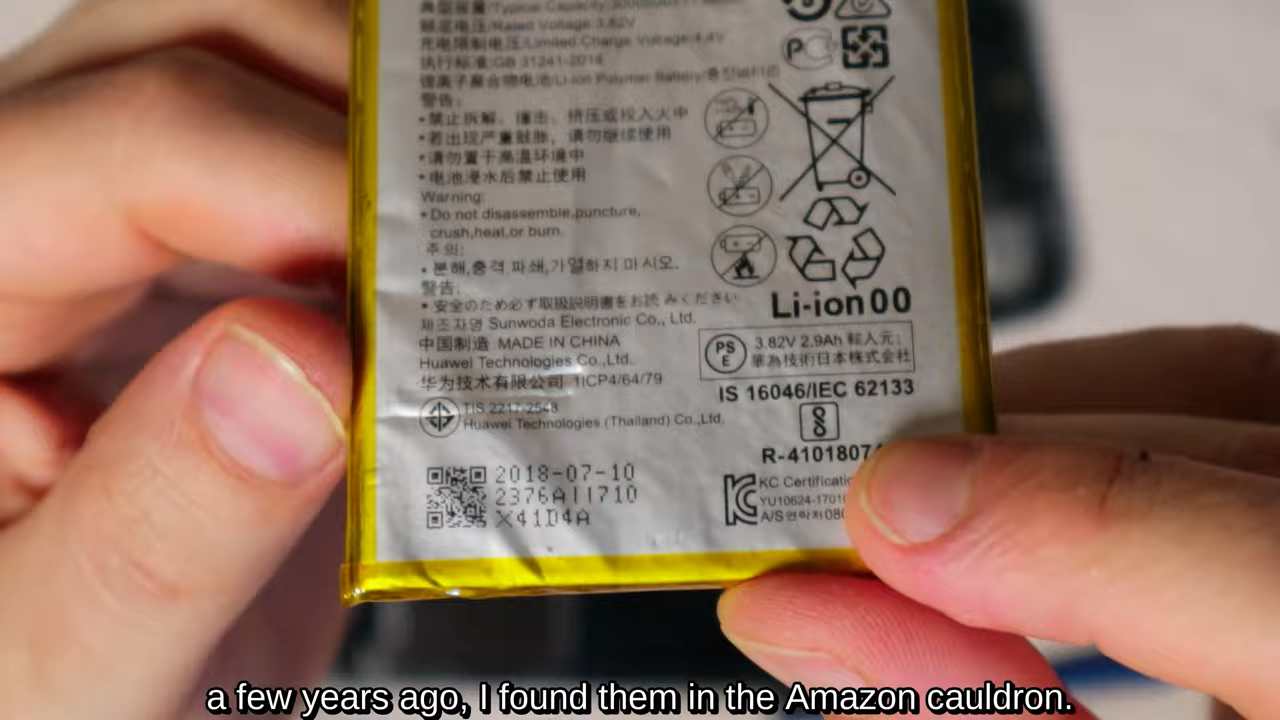 额定电压/Rated Voltage:3.82V
充电限制电压/Limited Charge Voltage:4.4V
执行标准:GB 31241-2014
锂离子聚合物电池/Li-ion Polymer Battery/
警告:
•禁止拆解、撞击、挤压或投入火中
•若出现严重鼓胀，请勿继续使用
•请勿置于高温环境中
•电池浸水后禁止使用
Warning:
•Do not disassemble,puncture,
crush,heat,or burn.
주의:
•분해,충격,파쇄,가열하지 마시오.
警告:
•安全のため必ず取扱説明書をお読みください
제조자명 Sunwoda Electronic Co., Ltd.
中国制造 MADE IN CHINA
Huawei Technologies Co.,Ltd.
华为技术有限公司 1ICP4/64/79
TIS 2217-2548
Huawei Technologies (Thailand) Co.,Ltd.
2018-07-10
2376A11710
X41D4A
Li-ion00
PS
E
3.82V 2.9Ah 輸入元:
華為技術日本株式会社
IS 16046/IEC 62133
R-4101807
KC Certificatio
YU10624-1701
A/S연락처:080
a few years ago, I found them in the Amazon cauldron.